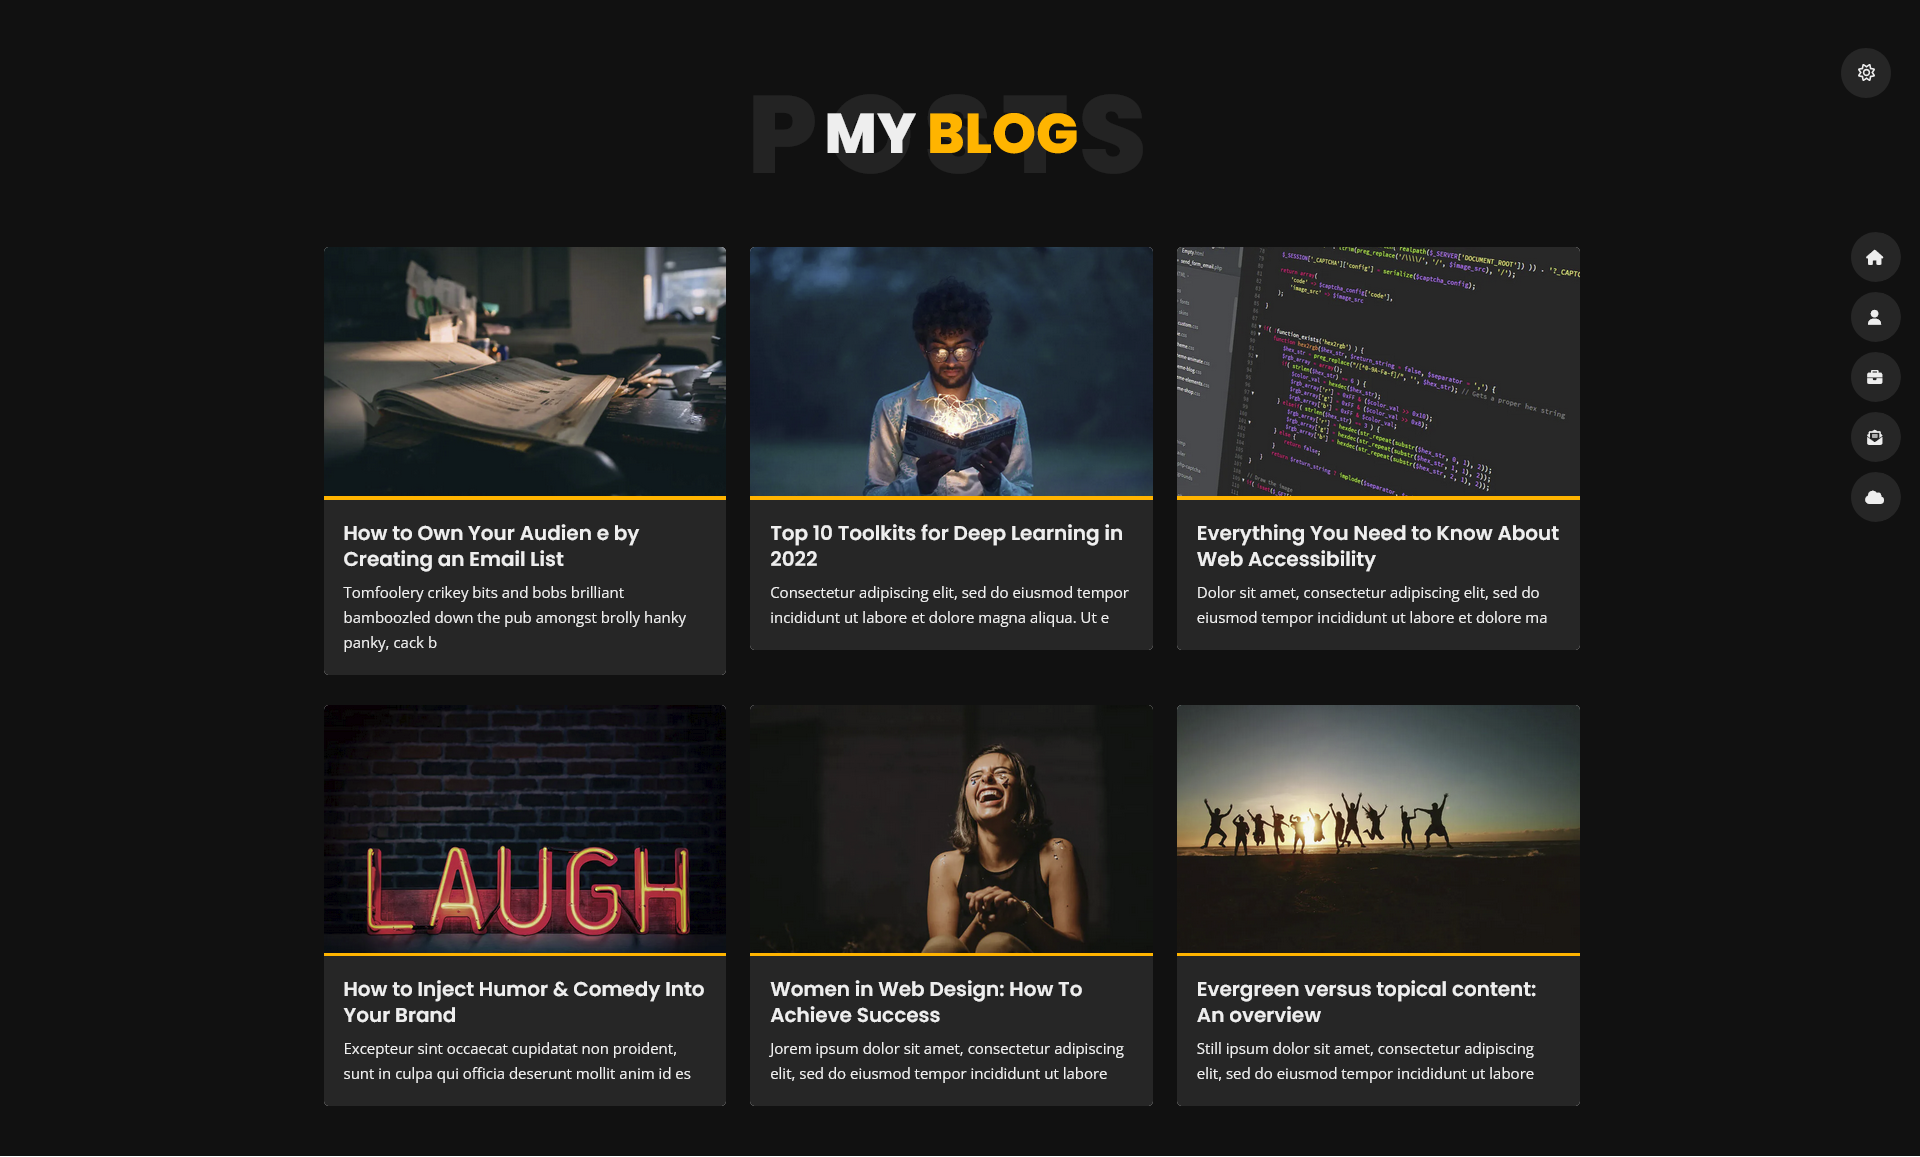 POSTS
MY BLOG
How to Own Your Audien e by
Creating an Email List
Tomfoolery crikey bits and bobs brilliant
bamboozled down the pub amongst brolly hanky
panky, cack b
Top 10 Toolkits for Deep Learning in
2022
Consectetur adipiscing elit, sed do eiusmod tempor
incididunt ut labore et dolore magna aliqua. Ut e
Everything You Need to Know About
Web Accessibility
Dolor sit amet, consectetur adipiscing elit, sed do
eiusmod tempor incididunt ut labore et dolore ma
LAUGH
How to Inject Humor & Comedy Into
Your Brand
Excepteur sint occaecat cupidatat non proident,
sunt in culpa qui officia deserunt mollit anim id es
Women in Web Design: How To
Achieve Success
Jorem ipsum dolor sit amet, consectetur adipiscing
elit, sed do eiusmod tempor incididunt ut labore
Evergreen versus topical content:
An overview
Still ipsum dolor sit amet, consectetur adipiscing
elit, sed do eiusmod tempor incididunt ut labore